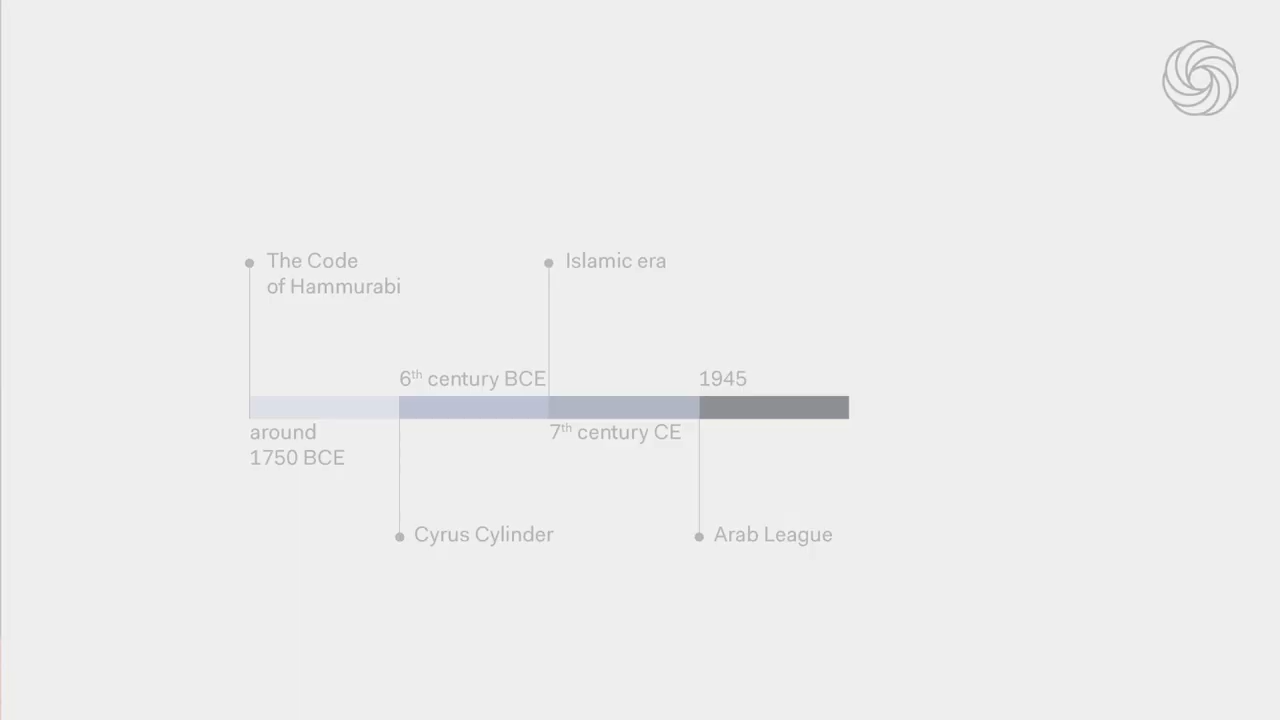 The Code
of Hammurabi
Islamic era
6th century BCE
1945
around
1750 BCE
7th century CE
Cyrus Cylinder
Arab League